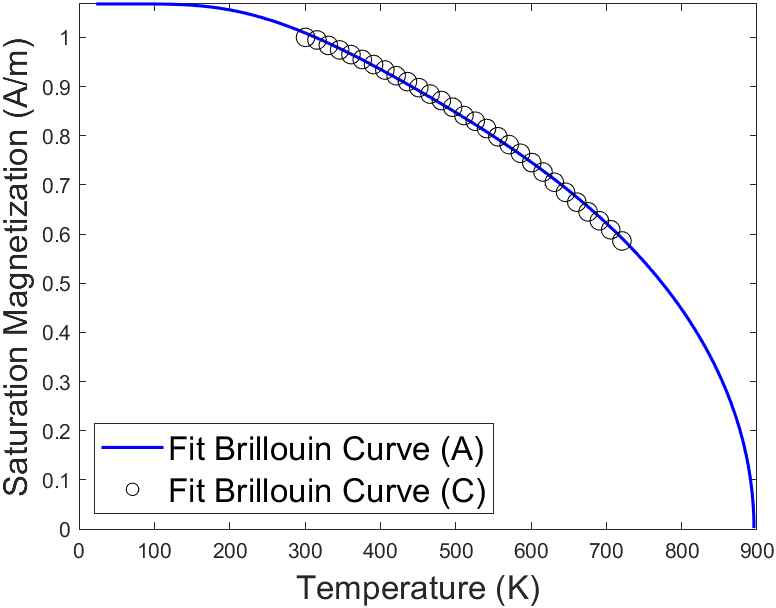 Saturation Magnetization (A/m)
1
0.9
0.8
0.7
0.6
0.5
0.4
0.3
0.2
0.1
0
Fit Brillouin Curve (A)
Fit Brillouin Curve (C)
0 100 200 300 400 500 600 700 800 900
Temperature (K)